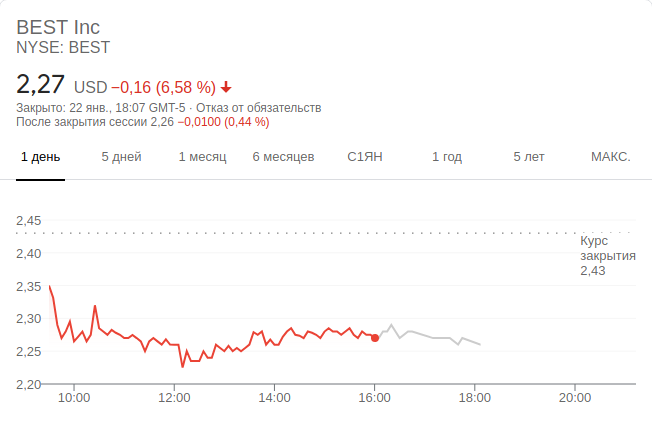 BEST Inc
NYSE: BEST
2,27 USD −0,16 (6,58 %)
Закрыто: 22 янв., 18:07 GMT-5 · Отказ от обязательств
После закрытия сессии 2,26 −0,0100 (0,44 %)
1 день 5 дней 1 месяц 6 месяцев С1ЯН 1 год 5 лет МАКС.
2,45
Курс
закрытия
2,43
2,40
2,35
2,30
2,25
2,20
10:00 12:00 14:00 16:00 18:00 20:00